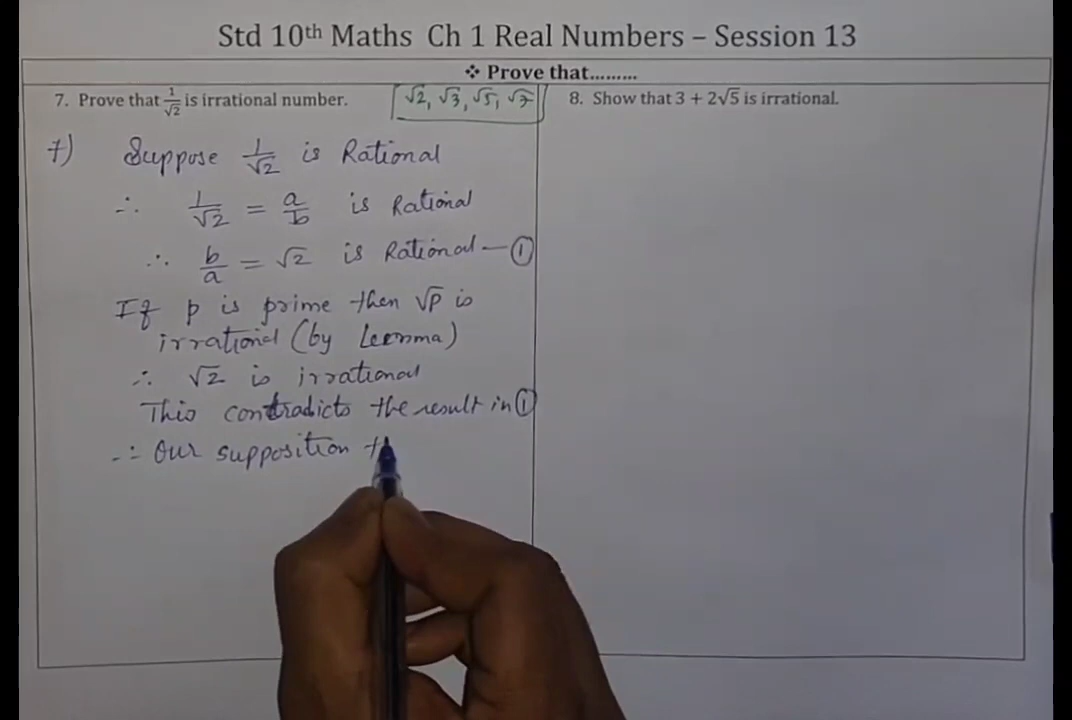 Std 10th Maths Ch 1 Real Numbers – Session 13
❖ Prove that.........
7. Prove that 1/√2 is irrational number.
√2, √3, √5, √7
7) Suppose 1/√2 is Rational
∴ 1/√2 = a/b is Rational
∴ b/a = √2 is Rational — ①
If p is prime then √p is
irrational (by Leemma)
∴ √2 is irrational
This contradicts the result in ①
∴ Our supposition t
8. Show that 3 + 2√5 is irrational.